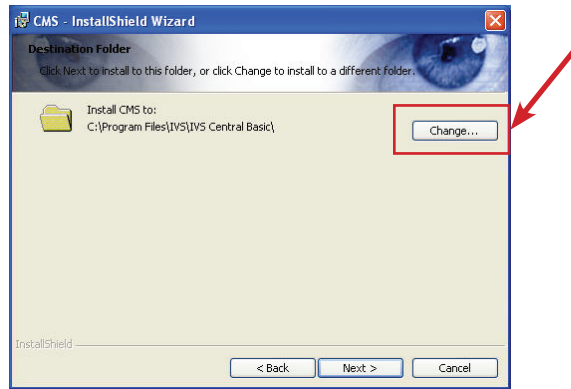 CMS - InstallShield Wizard
Destination Folder
Click Next to install to this folder, or click Change to install to a different folder.
Install CMS to:
C:\Program Files\IVS\IVS Central Basic\
Change...
InstallShield
< Back
Next >
Cancel